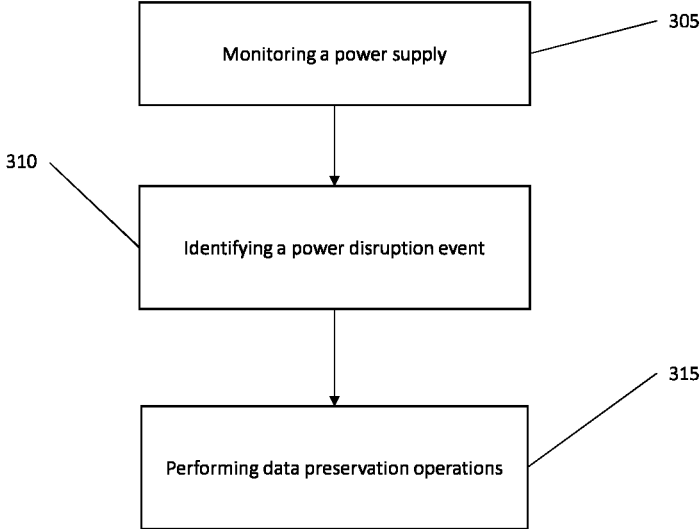 Monitoring a power supply
305
310
Identifying a power disruption event
315
Performing data preservation operations